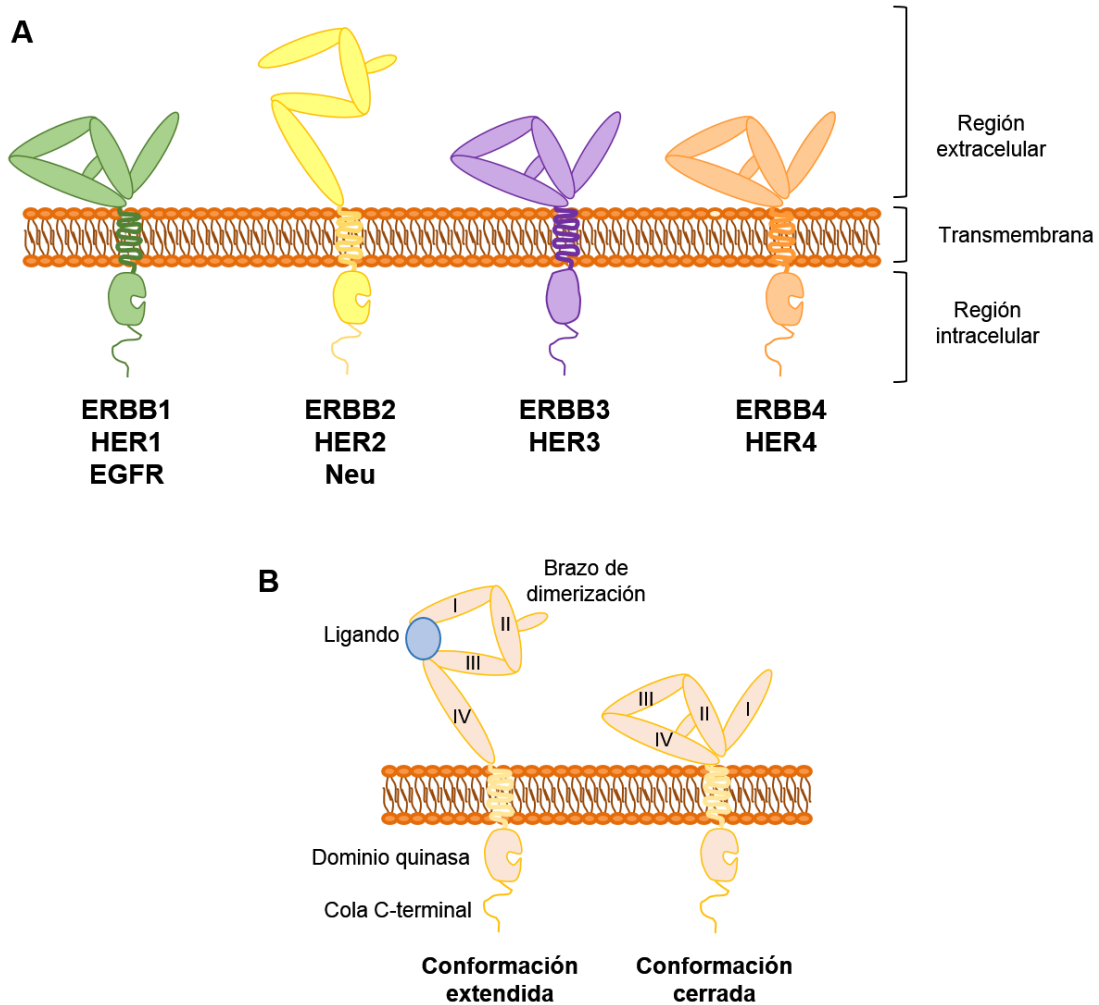 A
Región
extracelular
Transmembrana
Región
intracelular
ERBB1
HER1
EGFR
ERBB2
HER2
Neu
ERBB3
HER3
ERBB4
HER4
B
Brazo de
dimerización
Ligando
I
II
III
IV
III
II
I
IV
Dominio quinasa
Cola C-terminal
Conformación
extendida
Conformación
cerrada